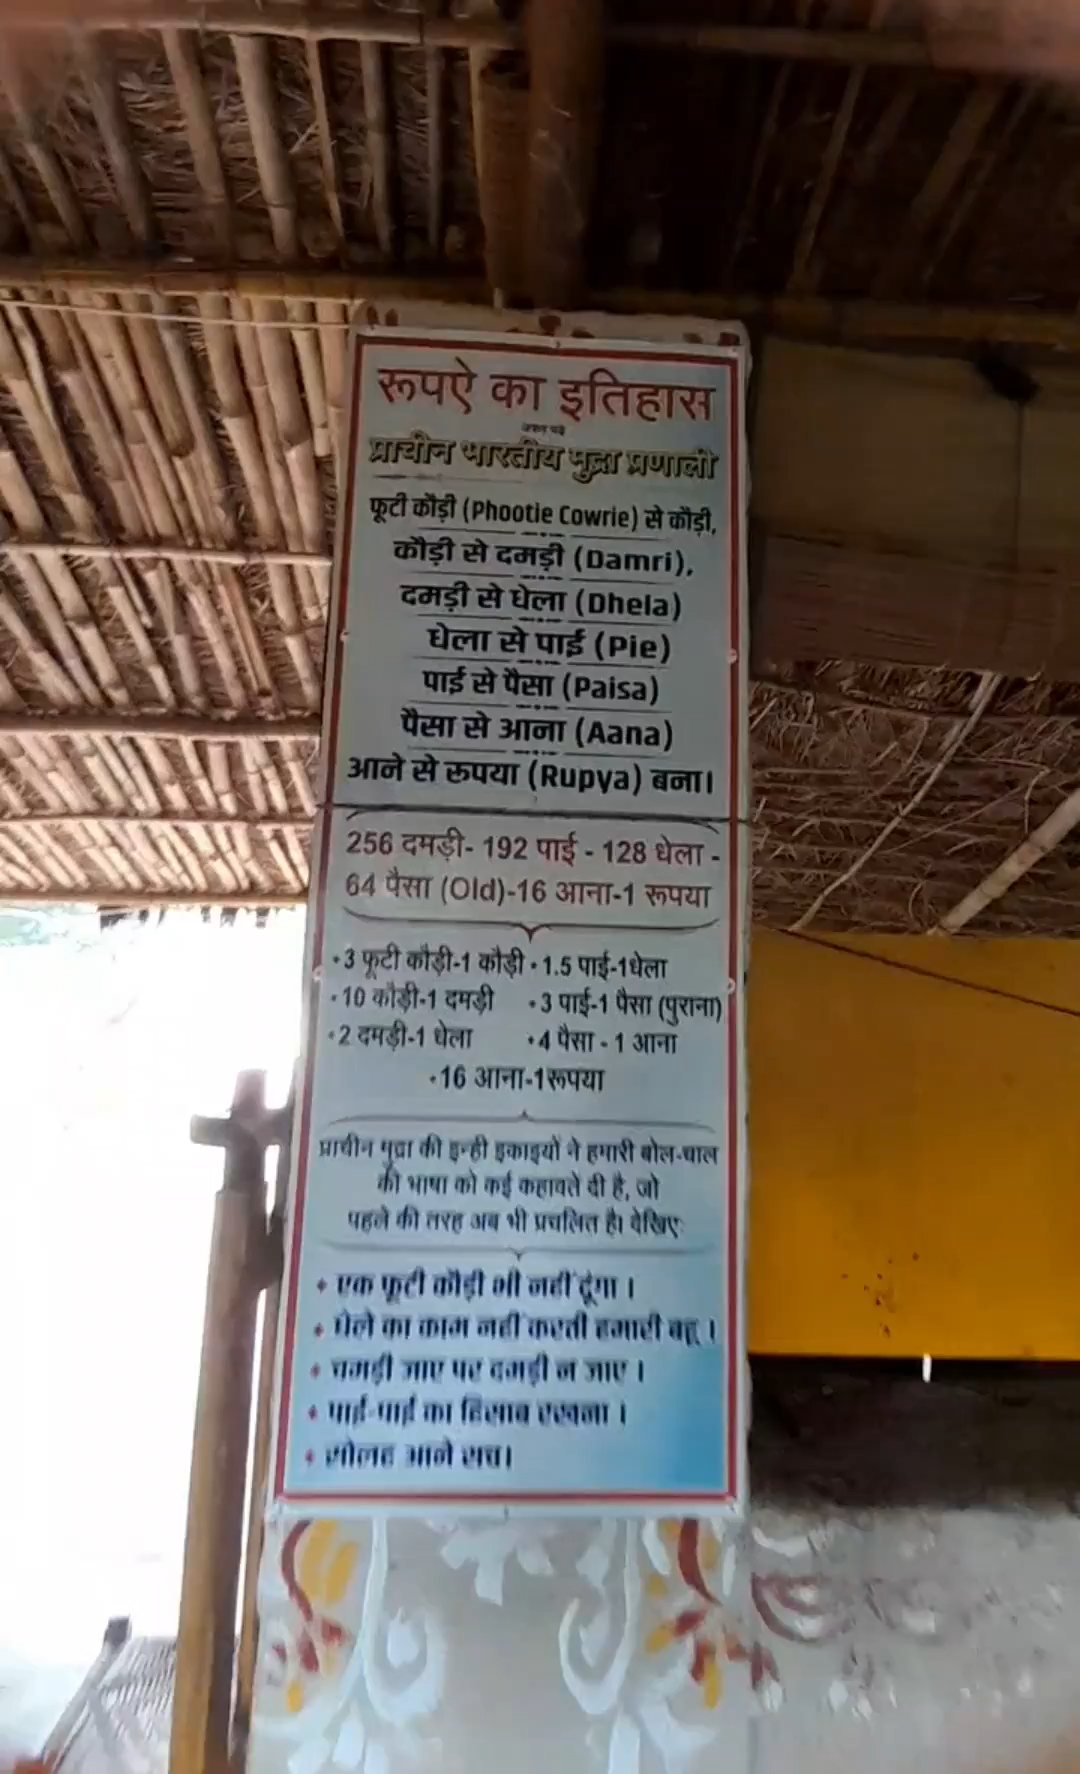 रूपऐ का इतिहास
जरूर पढ़े
प्राचीन भारतीय मुद्रा प्रणाली
फूटी कौड़ी (Phootie Cowrie) से कौड़ी,
कौड़ी से दमड़ी (Damri),
दमड़ी से धेला (Dhela)
धेला से पाई (Pie)
पाई से पैसा (Paisa)
पैसा से आना (Aana)
आने से रूपया (Rupya) बना।
256 दमड़ी- 192 पाई - 128 धेला -
64 पैसा (Old)-16 आना-1 रूपया
•3 फूटी कौड़ी-1 कौड़ी • 1.5 पाई-1धेला
•10 कौड़ी-1 दमड़ी •3 पाई-1 पैसा (पुराना)
•2 दमड़ी-1 धेला •4 पैसा - 1 आना
•16 आना-1रूपया
प्राचीन मुद्रा की इन्ही इकाइयों ने हमारी बोल-चाल
की भाषा को कई कहावते दी है, जो
पहले की तरह अब भी प्रचलित है। देखिए:
• एक फूटी कौड़ी भी नहीं दूंगा ।
• धेले का काम नहीं करती हमारी बहू ।
• चमड़ी जाए पर दमड़ी न जाए ।
• पाई-पाई का हिसाब रखना ।
• सोलह आने सच।